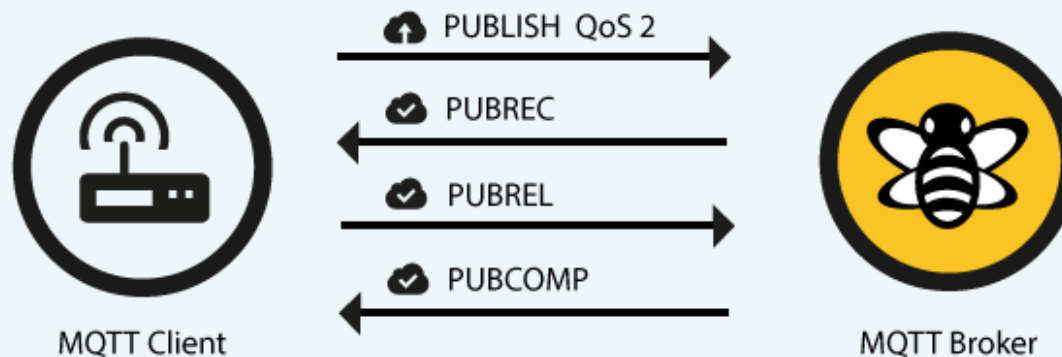 PUBLISH QoS 2
PUBREC
PUBREL
PUBCOMP
MQTT Client
MQTT Broker